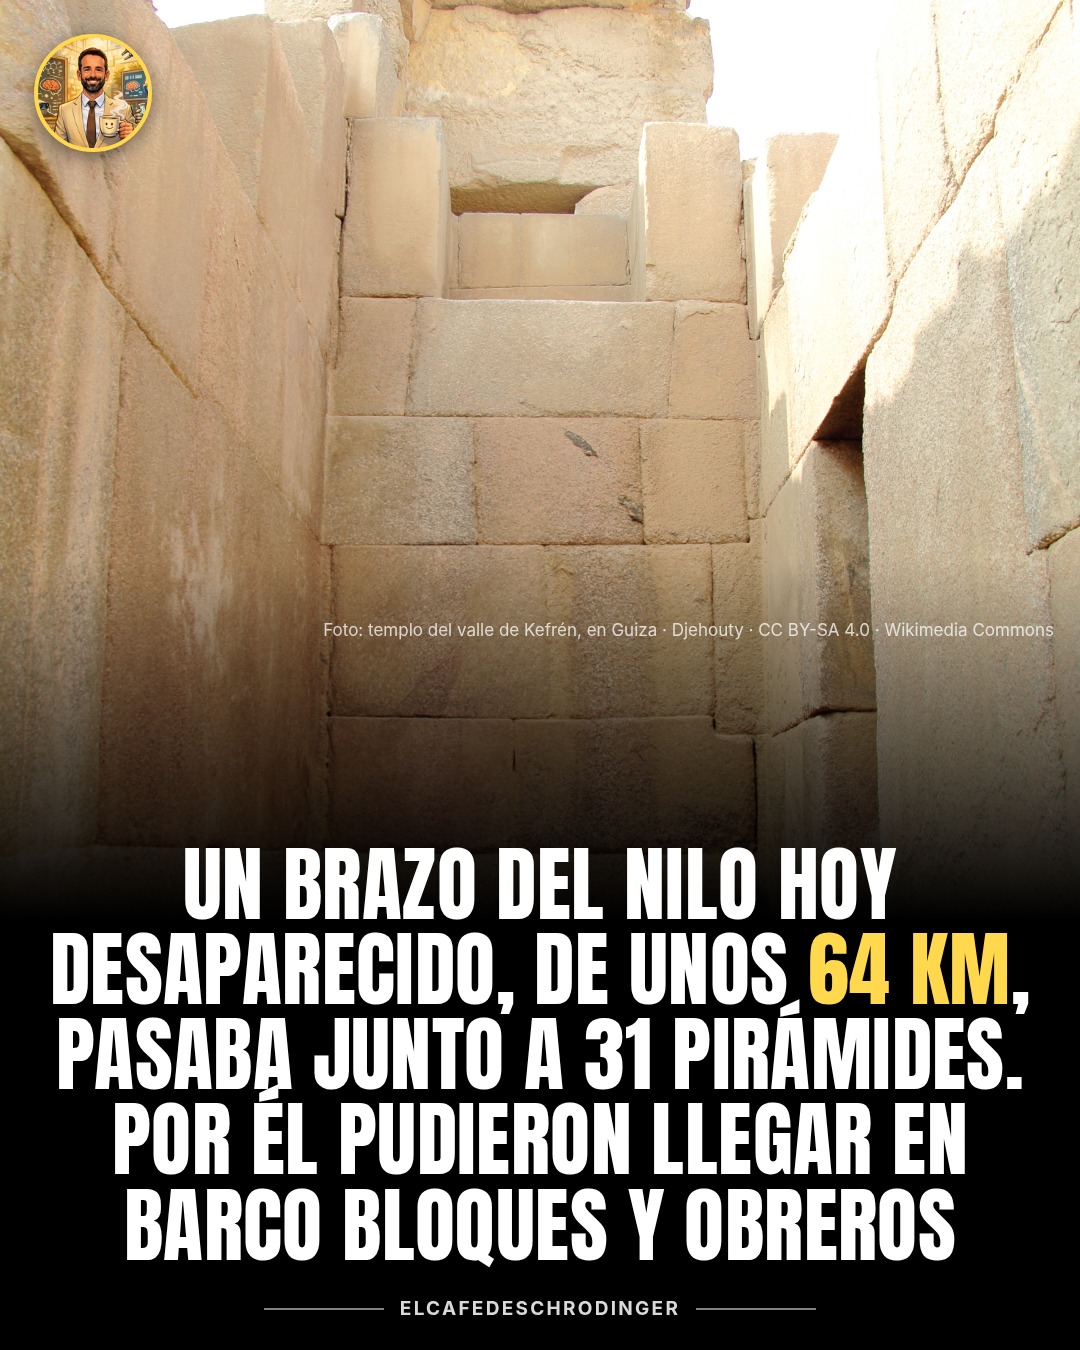 Foto: templo del valle de Kefrén, en Guiza · Djehouty · CC BY-SA 4.0 · Wikimedia Commons
UN BRAZO DEL NILO HOY
DESAPARECIDO, DE UNOS 64 KM,
PASABA JUNTO A 31 PIRÁMIDES.
POR ÉL PUDIERON LLEGAR EN
BARCO BLOQUES Y OBREROS
ELCAFEDESCHRODINGER